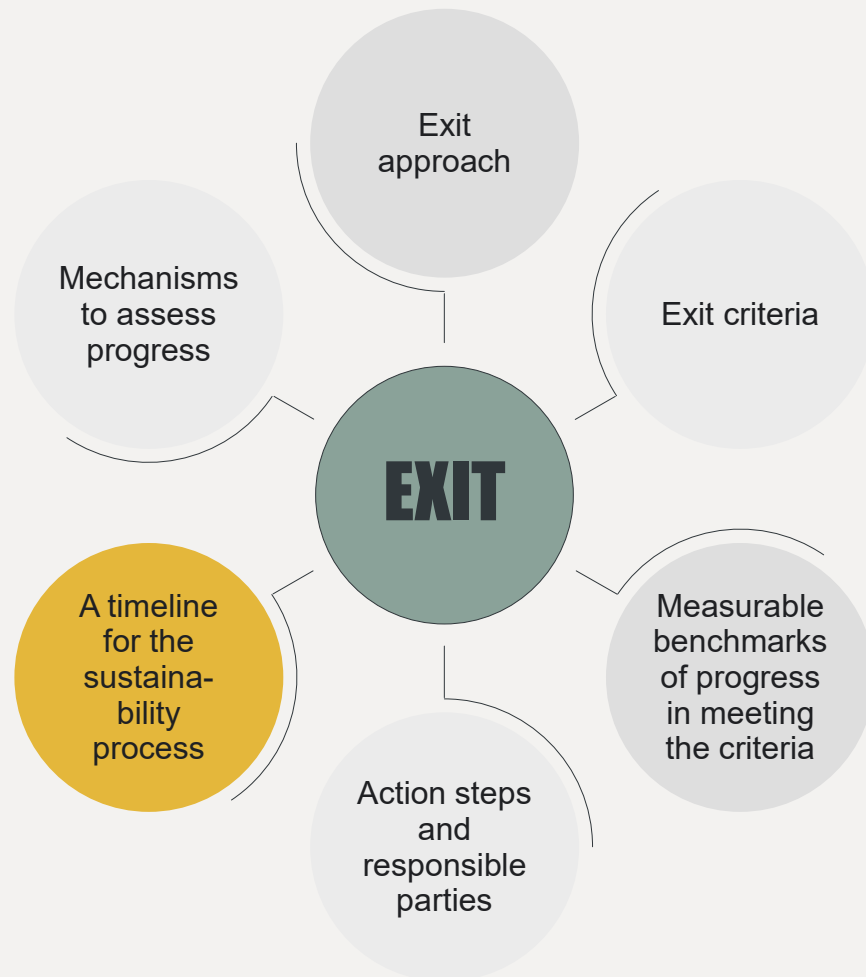 Exit
approach
Exit criteria
Measurable
benchmarks
of progress
in meeting
the criteria
Action steps
and
responsible
parties
A timeline
for the
sustaina-
bility
process
Mechanisms
to assess
progress
EXIT